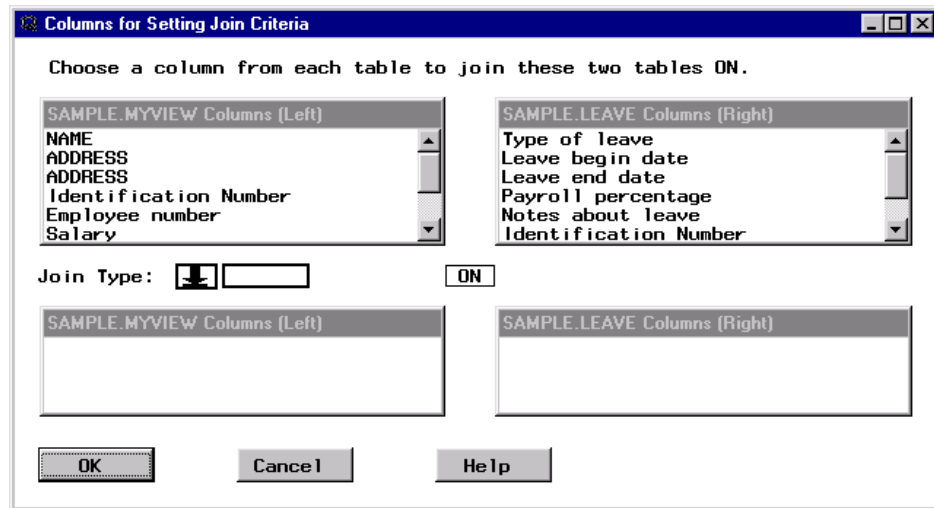 Columns for Setting Join Criteria
Choose a column from each table to join these two tables ON.
SAMPLE.MYVIEW Columns (Left)
NAME
ADDRESS
ADDRESS
Identification Number
Employee number
Salary
SAMPLE.LEAVE Columns (Right)
Type of leave
Leave begin date
Leave end date
Payroll percentage
Notes about leave
Identification Number
Join Type:
ON
SAMPLE.MYVIEW Columns (Left)
SAMPLE.LEAVE Columns (Right)
OK
Cancel
Help